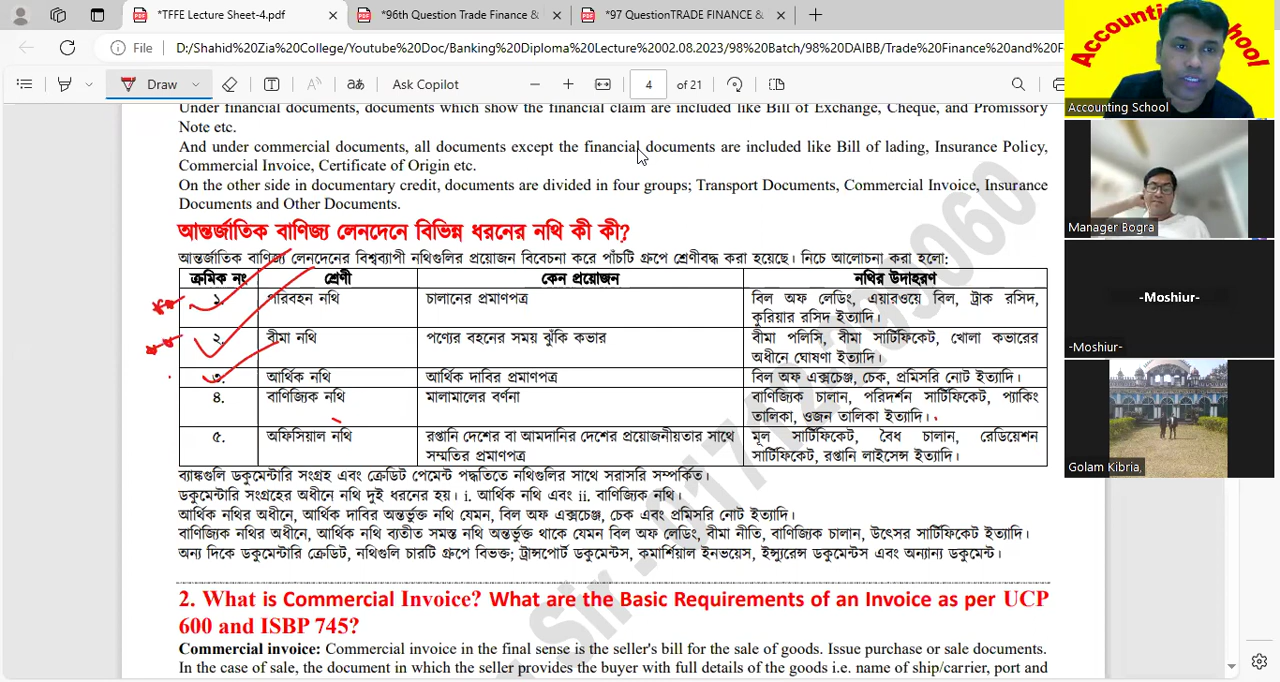 *TFFE Lecture Sheet-4.pdf
*96th Question Trade Finance &
*97 QuestionTRADE FINANCE &
File
D:/Shahid%20Zia%20College/Youtube%20Doc/Banking%20Diploma%20Lecture%2002.08.2023/98%20Batch/98%20DAIBB/Trade%20Finance%20and%20F
Draw
aあ
Ask Copilot
4 of 21
Under financial documents, documents which show the financial claim are included like Bill of Exchange, Cheque, and Promissory
Note etc.
And under commercial documents, all documents except the financial documents are included like Bill of lading, Insurance Policy,
Commercial Invoice, Certificate of Origin etc.
On the other side in documentary credit, documents are divided in four groups; Transport Documents, Commercial Invoice, Insurance
Documents and Other Documents.
আন্তর্জাতিক বাণিজ্য লেনদেনে বিভিন্ন ধরনের নথি কী কী?
আন্তর্জাতিক বাণিজ্য লেনদেনের বিশ্বব্যাপী নথিগুলির প্রয়োজন বিবেচনা করে পাঁচটি গ্রুপে শ্রেণীবদ্ধ করা হয়েছে। নিচে আলোচনা করা হলো:
ক্রমিক নং শ্রেণী কেন প্রয়োজন নথির উদাহরণ
১. পরিবহন নথি চালানের প্রমাণপত্র বিল অফ লেডিং, এয়ারওয়ে বিল, ট্রাক রসিদ,
কুরিয়ার রসিদ ইত্যাদি।
২. বীমা নথি পণ্যের বহনের সময় ঝুঁকি কভার বীমা পলিসি, বীমা সার্টিফিকেট, খোলা কভারের
অধীনে ঘোষণা ইত্যাদি।
৩. আর্থিক নথি আর্থিক দাবির প্রমাণপত্র বিল অফ এক্সচেঞ্জ, চেক, প্রমিসরি নোট ইত্যাদি।
৪. বাণিজ্যিক নথি মালামালের বর্ণনা বাণিজ্যিক চালান, পরিদর্শন সার্টিফিকেট, প্যাকিং
তালিকা, ওজন তালিকা ইত্যাদি।
৫. অফিসিয়াল নথি রপ্তানি দেশের বা আমদানির দেশের প্রয়োজনীয়তার সাথে মূল সার্টিফিকেট, বৈধ চালান, রেডিয়েশন
সম্মতির প্রমাণপত্র সার্টিফিকেট, রপ্তানি লাইসেন্স ইত্যাদি।
ব্যাঙ্কগুলি ডকুমেন্টারি সংগ্রহ এবং ক্রেডিট পেমেন্ট পদ্ধতিতে নথিগুলির সাথে সরাসরি সম্পর্কিত।
ডকুমেন্টারি সংগ্রহের অধীনে নথি দুই ধরনের হয়। i. আর্থিক নথি এবং ii. বাণিজ্যিক নথি।
আর্থিক নথির অধীনে, আর্থিক দাবির অন্তর্ভুক্ত নথি যেমন, বিল অফ এক্সচেঞ্জ, চেক এবং প্রমিসরি নোট ইত্যাদি।
বাণিজ্যিক নথির অধীনে, আর্থিক নথি ব্যতীত সমস্ত নথি অন্তর্ভুক্ত থাকে যেমন বিল অফ লেডিং, বীমা নীতি, বাণিজ্যিক চালান, উৎসর সার্টিফিকেট ইত্যাদি।
অন্য দিকে ডকুমেন্টারি ক্রেডিট, নথিগুলি চারটি গ্রুপে বিভক্ত; ট্রান্সপোর্ট ডকুমেন্টস, কমার্শিয়াল ইনভয়েস, ইন্স্যুরেন্স ডকুমেন্টস এবং অন্যান্য ডকুমেন্ট।
2. What is Commercial Invoice? What are the Basic Requirements of an Invoice as per UCP
600 and ISBP 745?
Commercial invoice: Commercial invoice in the final sense is the seller's bill for the sale of goods. Issue purchase or sale documents.
In the case of sale, the document in which the seller provides the buyer with full details of the goods i.e. name of ship/carrier, port and
Accounting School
Manager Bogra
-Moshiur-
-Moshiur-
Golam Kibria,